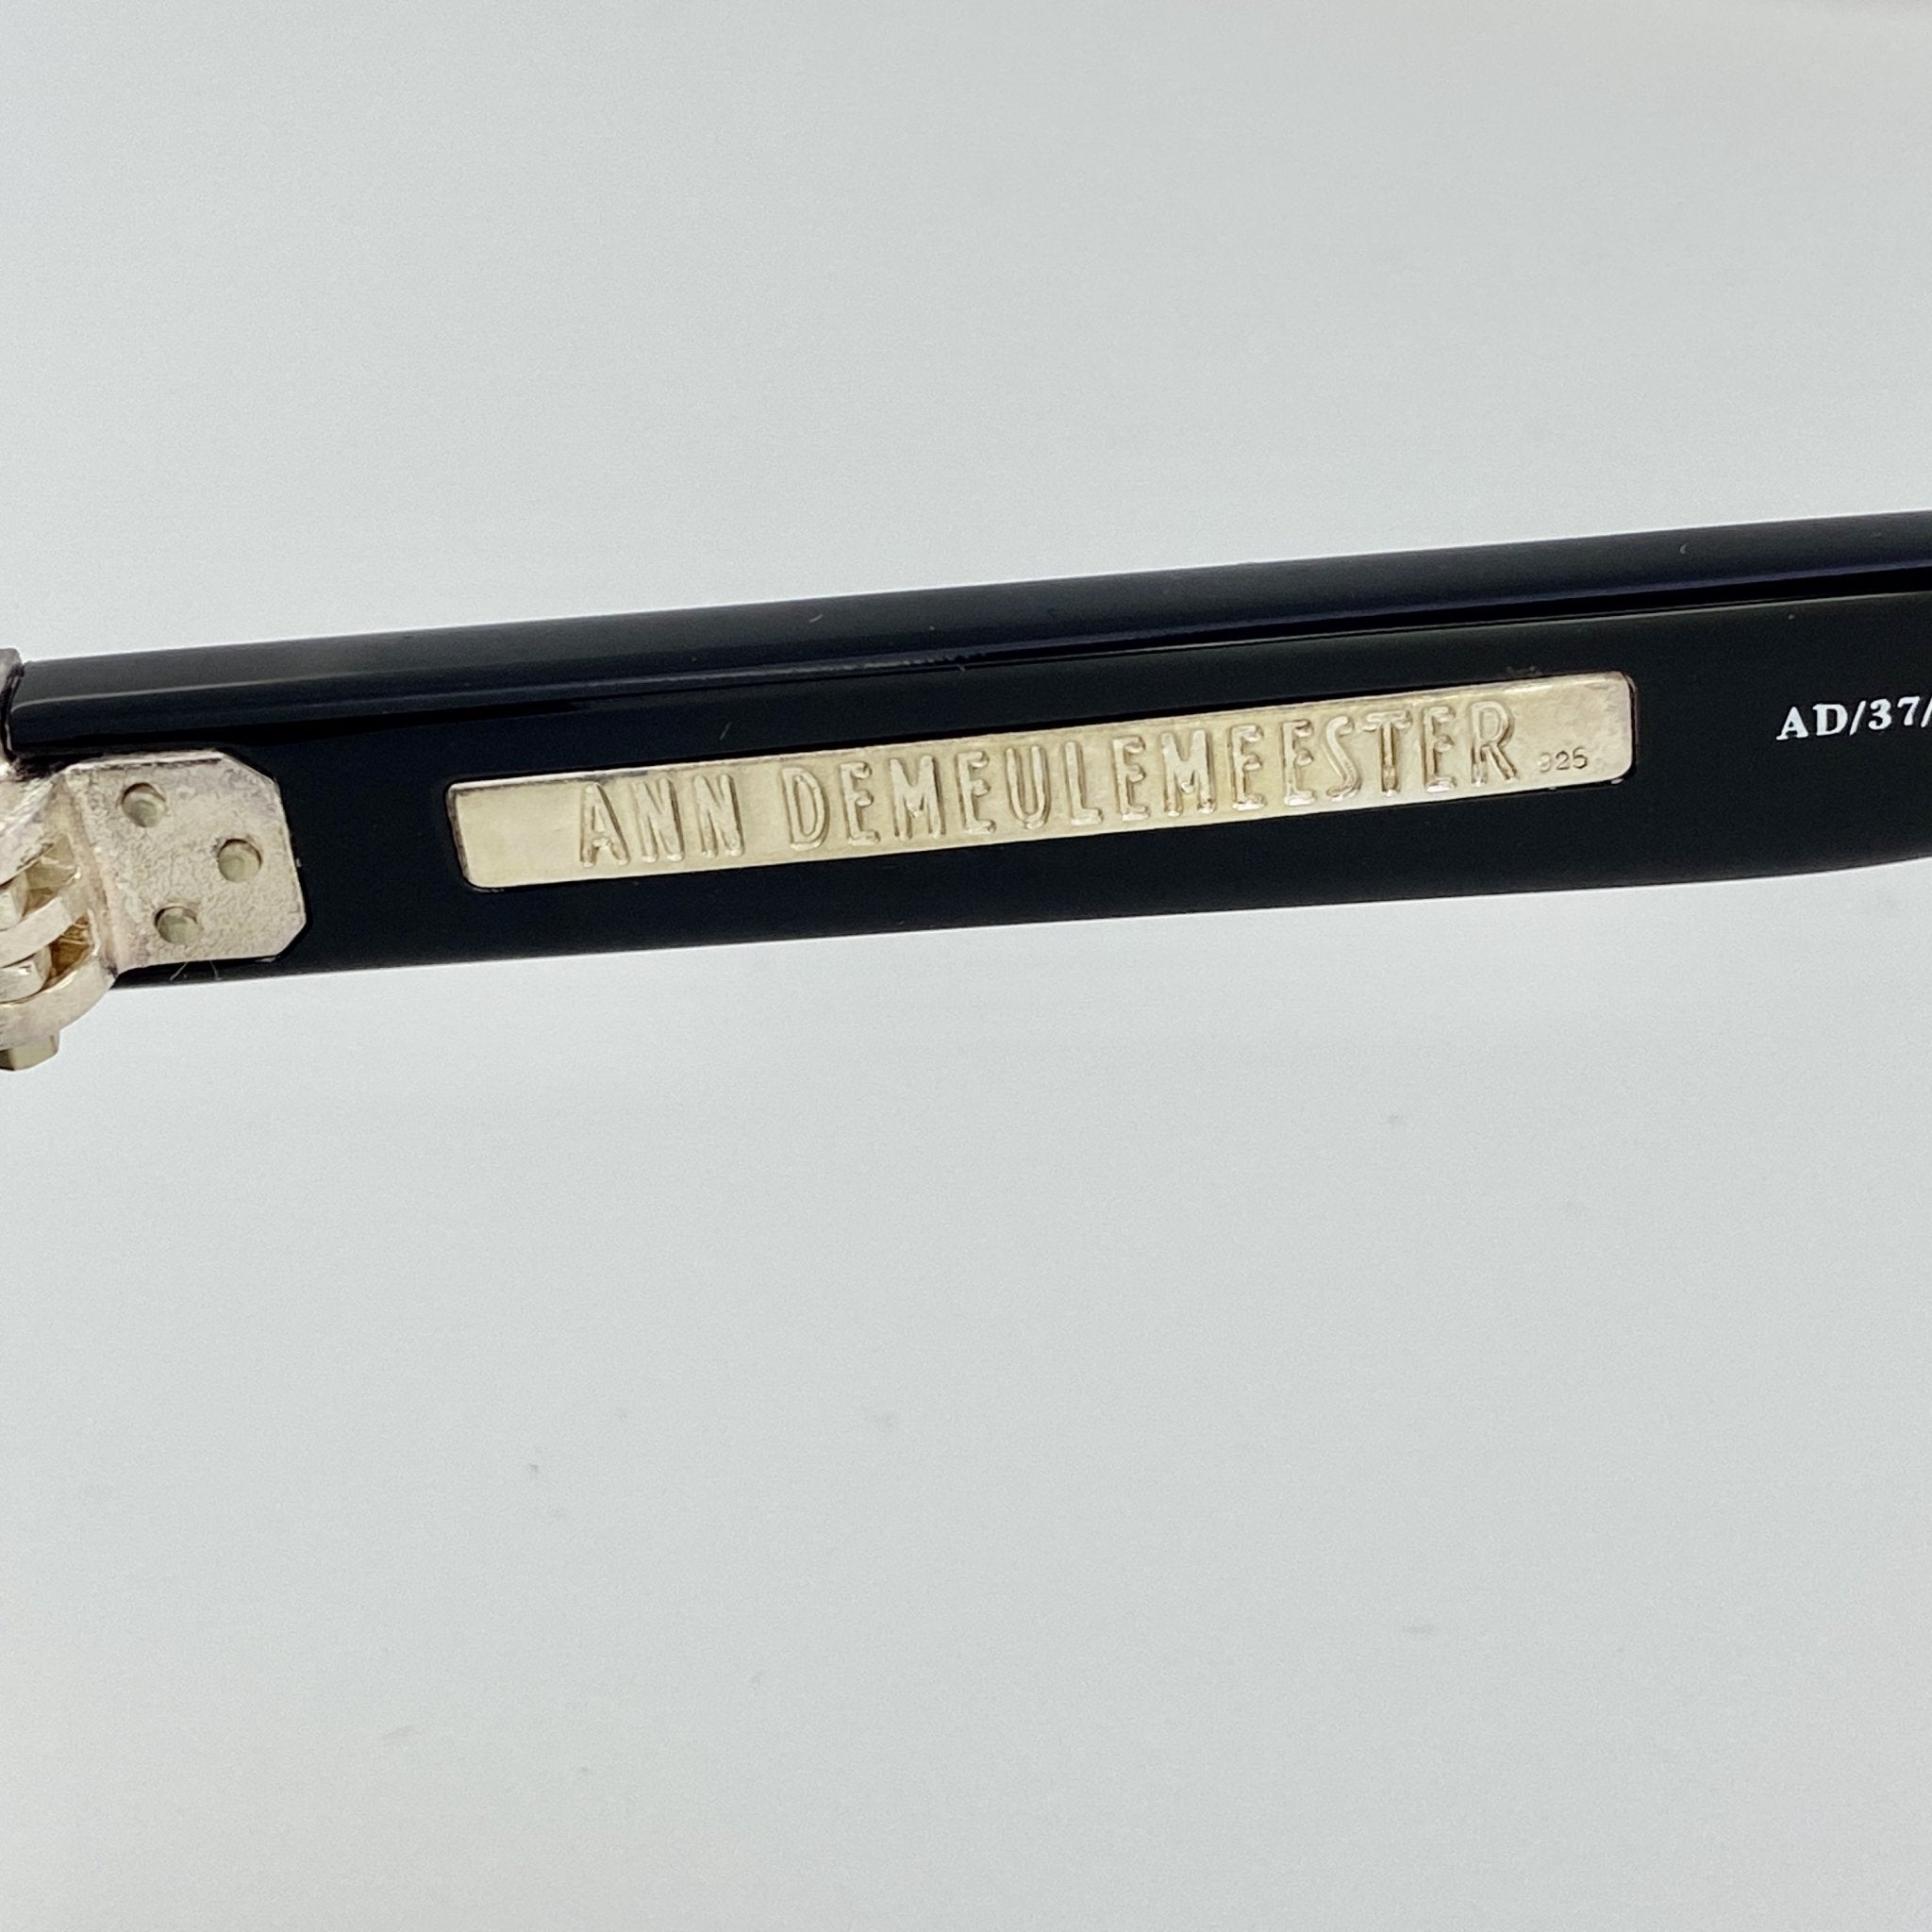 ANN DEMEULEMEESTER 925
AD/37/